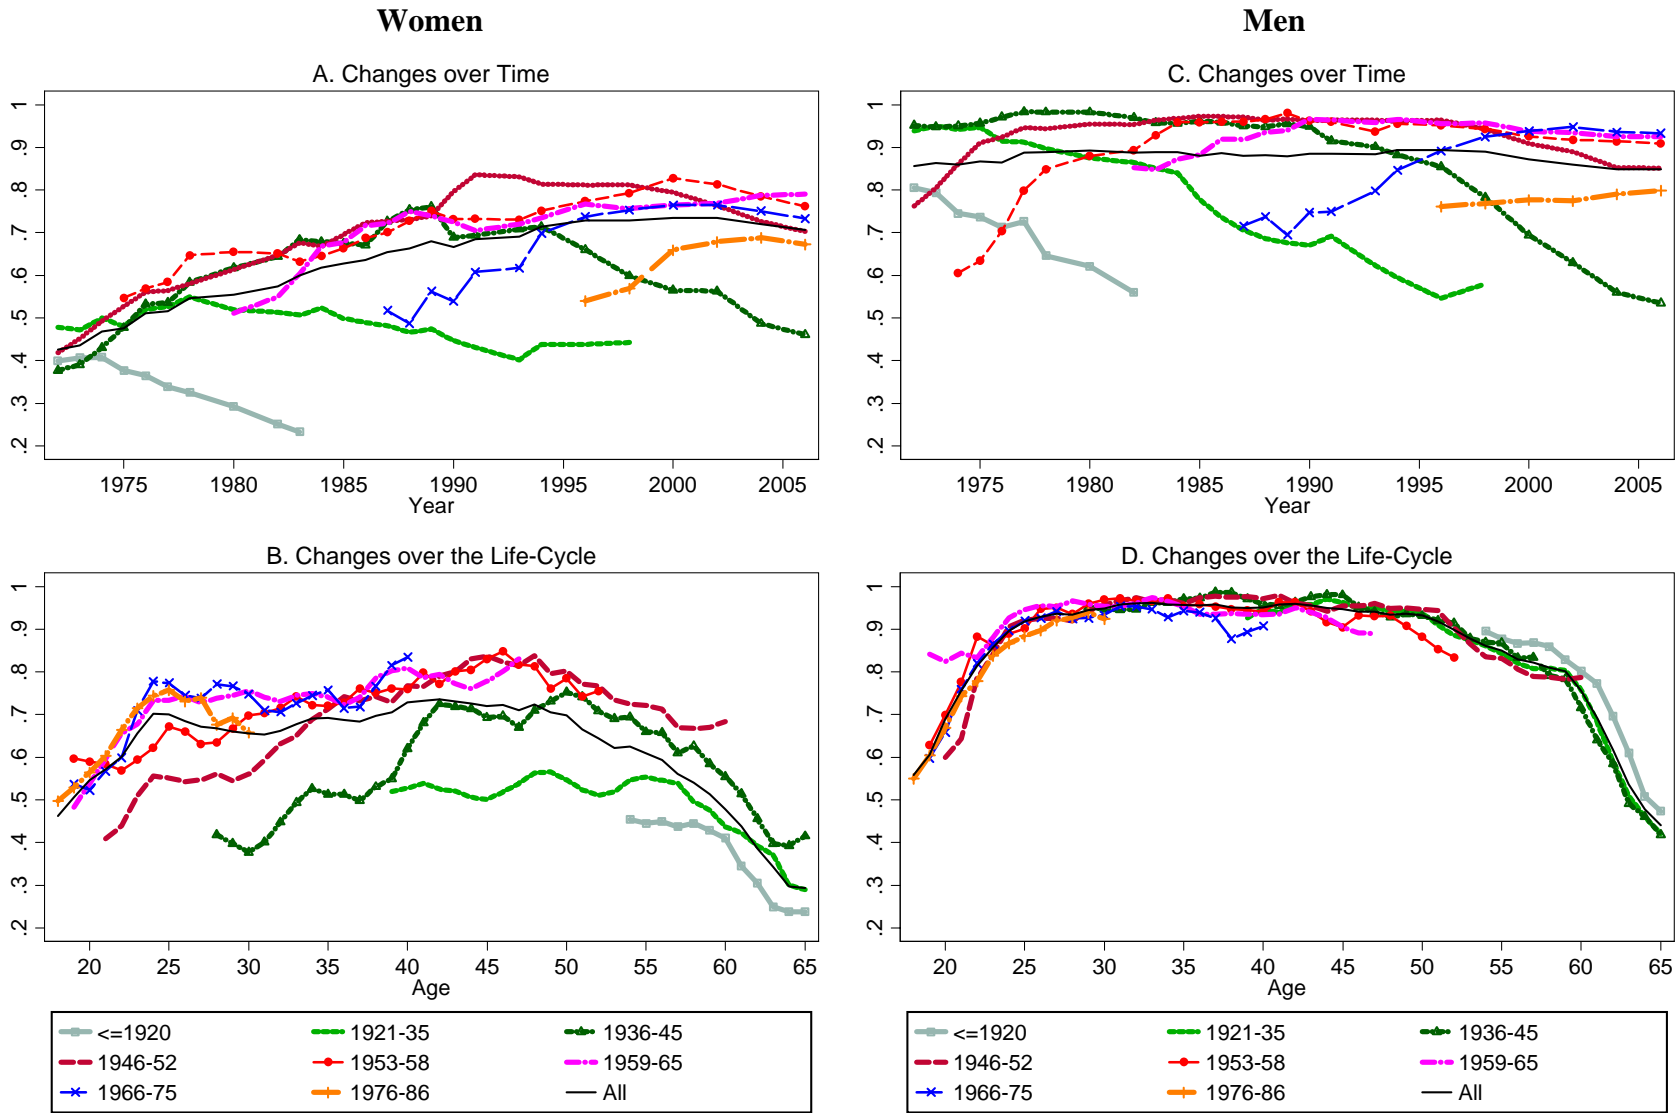 Women
Men
A. Changes over Time
C. Changes over Time
1
.9
.8
.7
.6
.5
.4
.3
.2
1975 1980 1985 1990 1995 2000 2005
Year
1
.9
.8
.7
.6
.5
.4
.3
.2
1975 1980 1985 1990 1995 2000 2005
Year
B. Changes over the Life-Cycle
D. Changes over the Life-Cycle
1
.9
.8
.7
.6
.5
.4
.3
.2
20 25 30 35 40 45 50 55 60 65
Age
1
.9
.8
.7
.6
.5
.4
.3
.2
20 25 30 35 40 45 50 55 60 65
Age
<=1920 1921-35 1936-45
1946-52 1953-58 1959-65
1966-75 1976-86 All
<=1920 1921-35 1936-45
1946-52 1953-58 1959-65
1966-75 1976-86 All